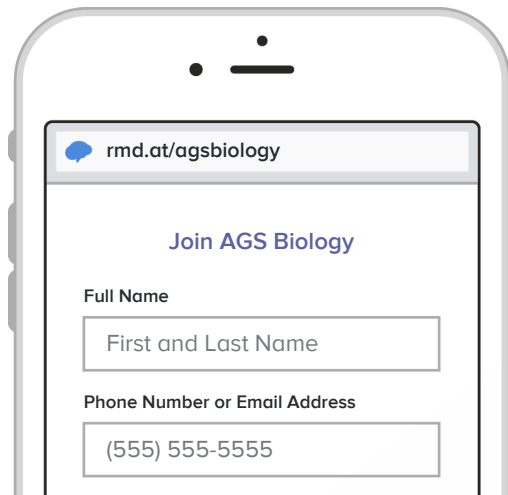 rmd.at/agsbiology
Join AGS Biology
Full Name
First and Last Name
Phone Number or Email Address
(555) 555-5555